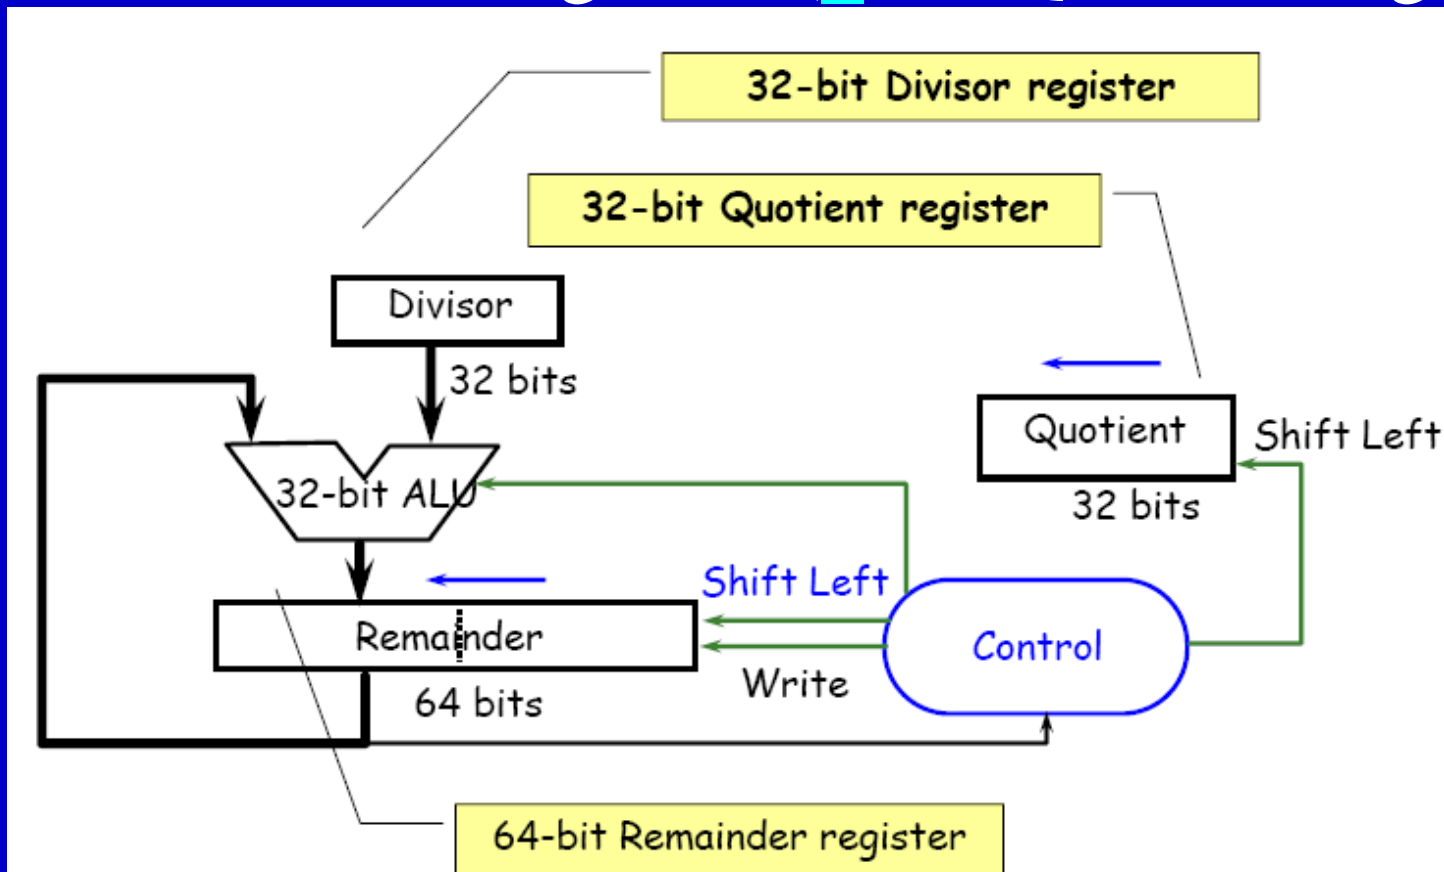 32-bit Divisor register
32-bit Quotient register
Divisor
32 bits
Quotient
Shift Left
32-bit ALU
32 bits
Shift Left
Remainder
Control
Write
64 bits
64-bit Remainder register